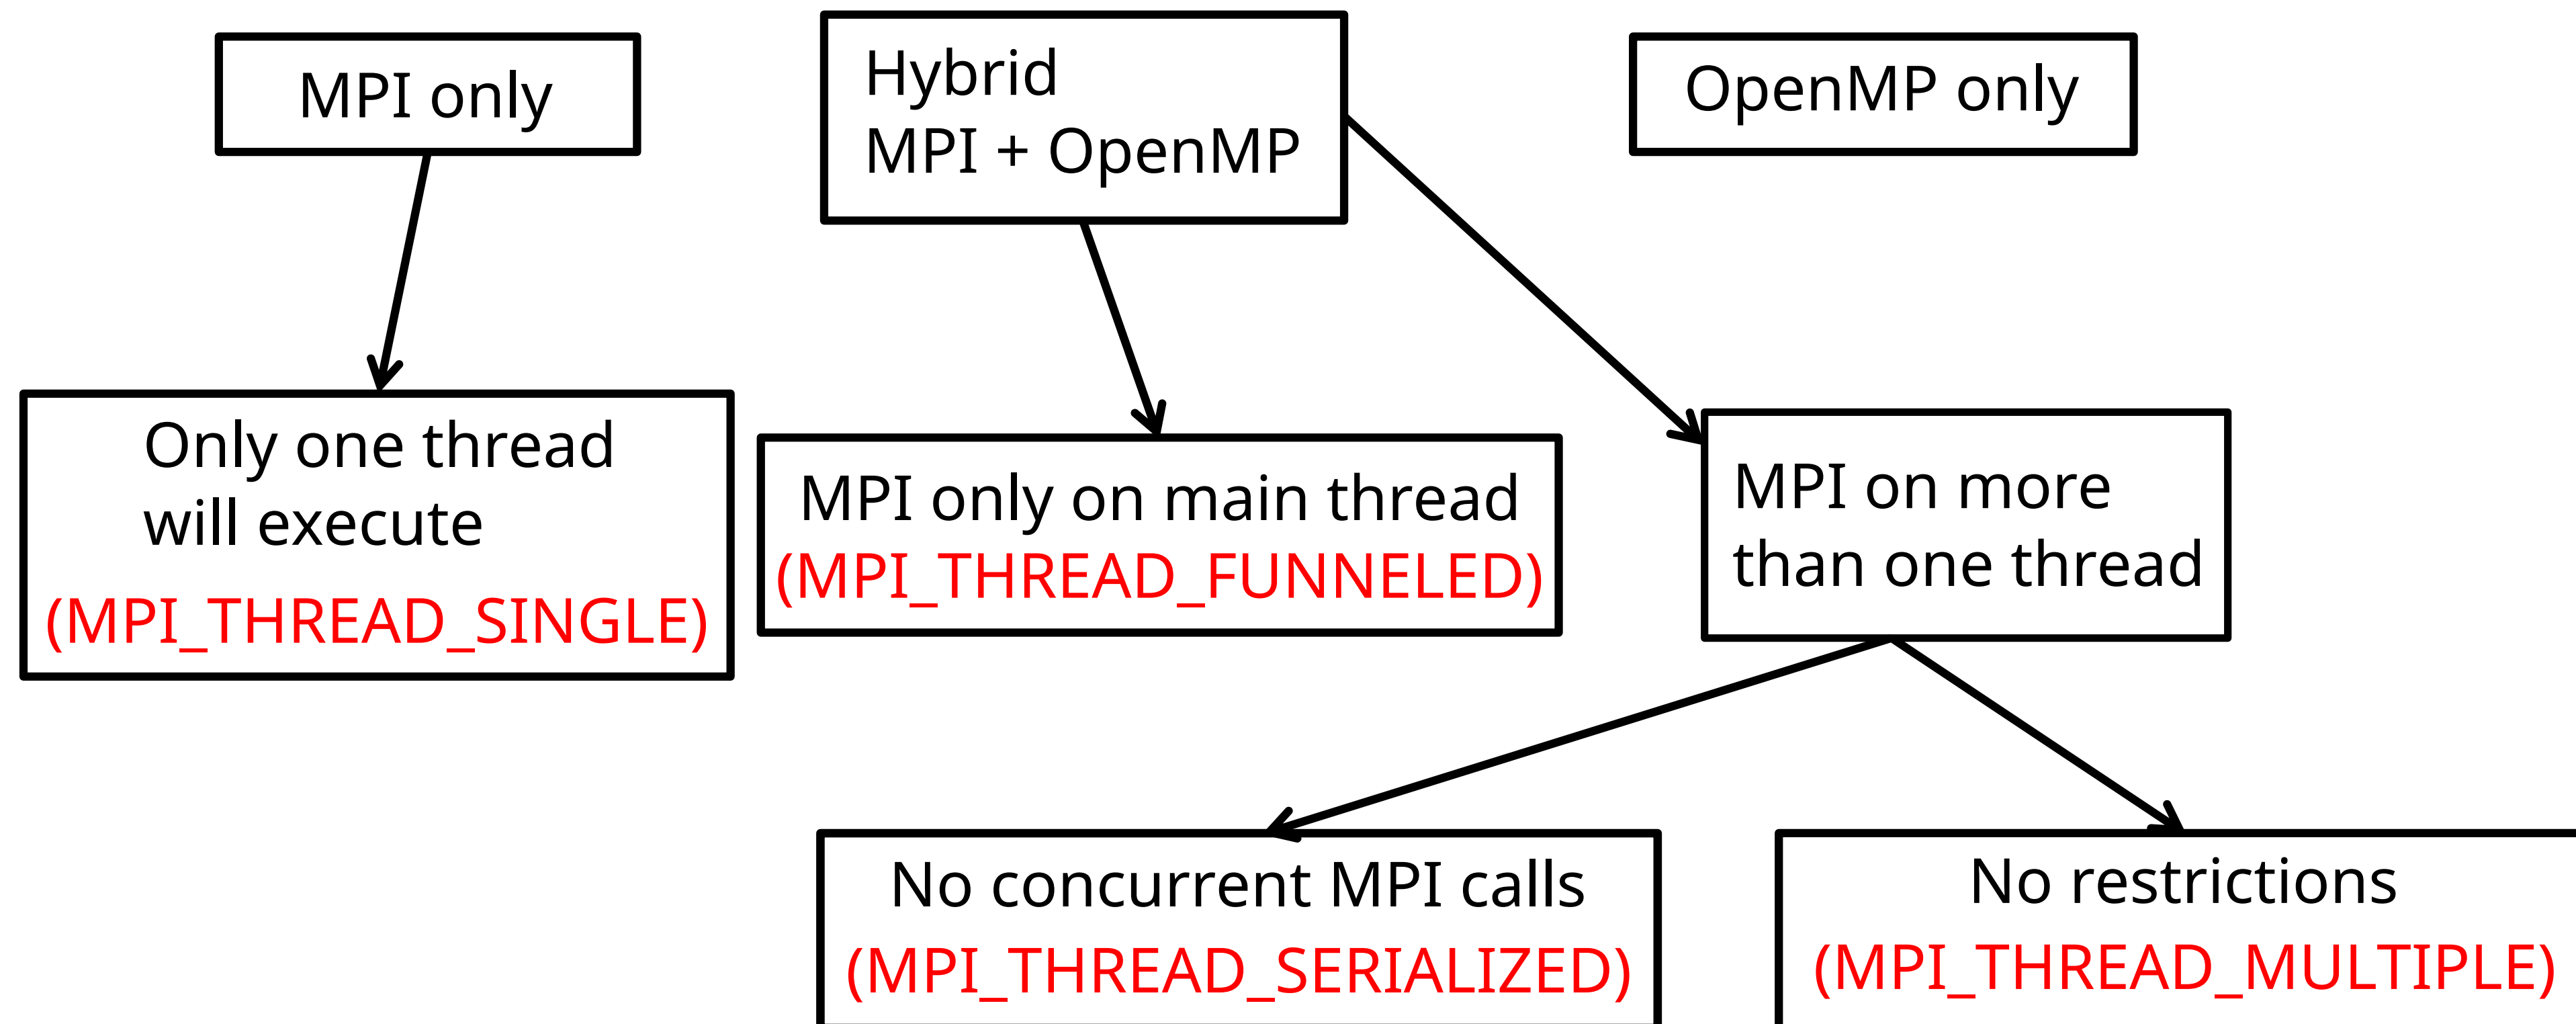 MPI only
Hybrid
MPI + OpenMP
OpenMP only
Only one thread
will execute
(MPI_THREAD_SINGLE)
MPI only on main thread
(MPI_THREAD_FUNNELED)
MPI on more
than one thread
No concurrent MPI calls
(MPI_THREAD_SERIALIZED)
No restrictions
(MPI_THREAD_MULTIPLE)